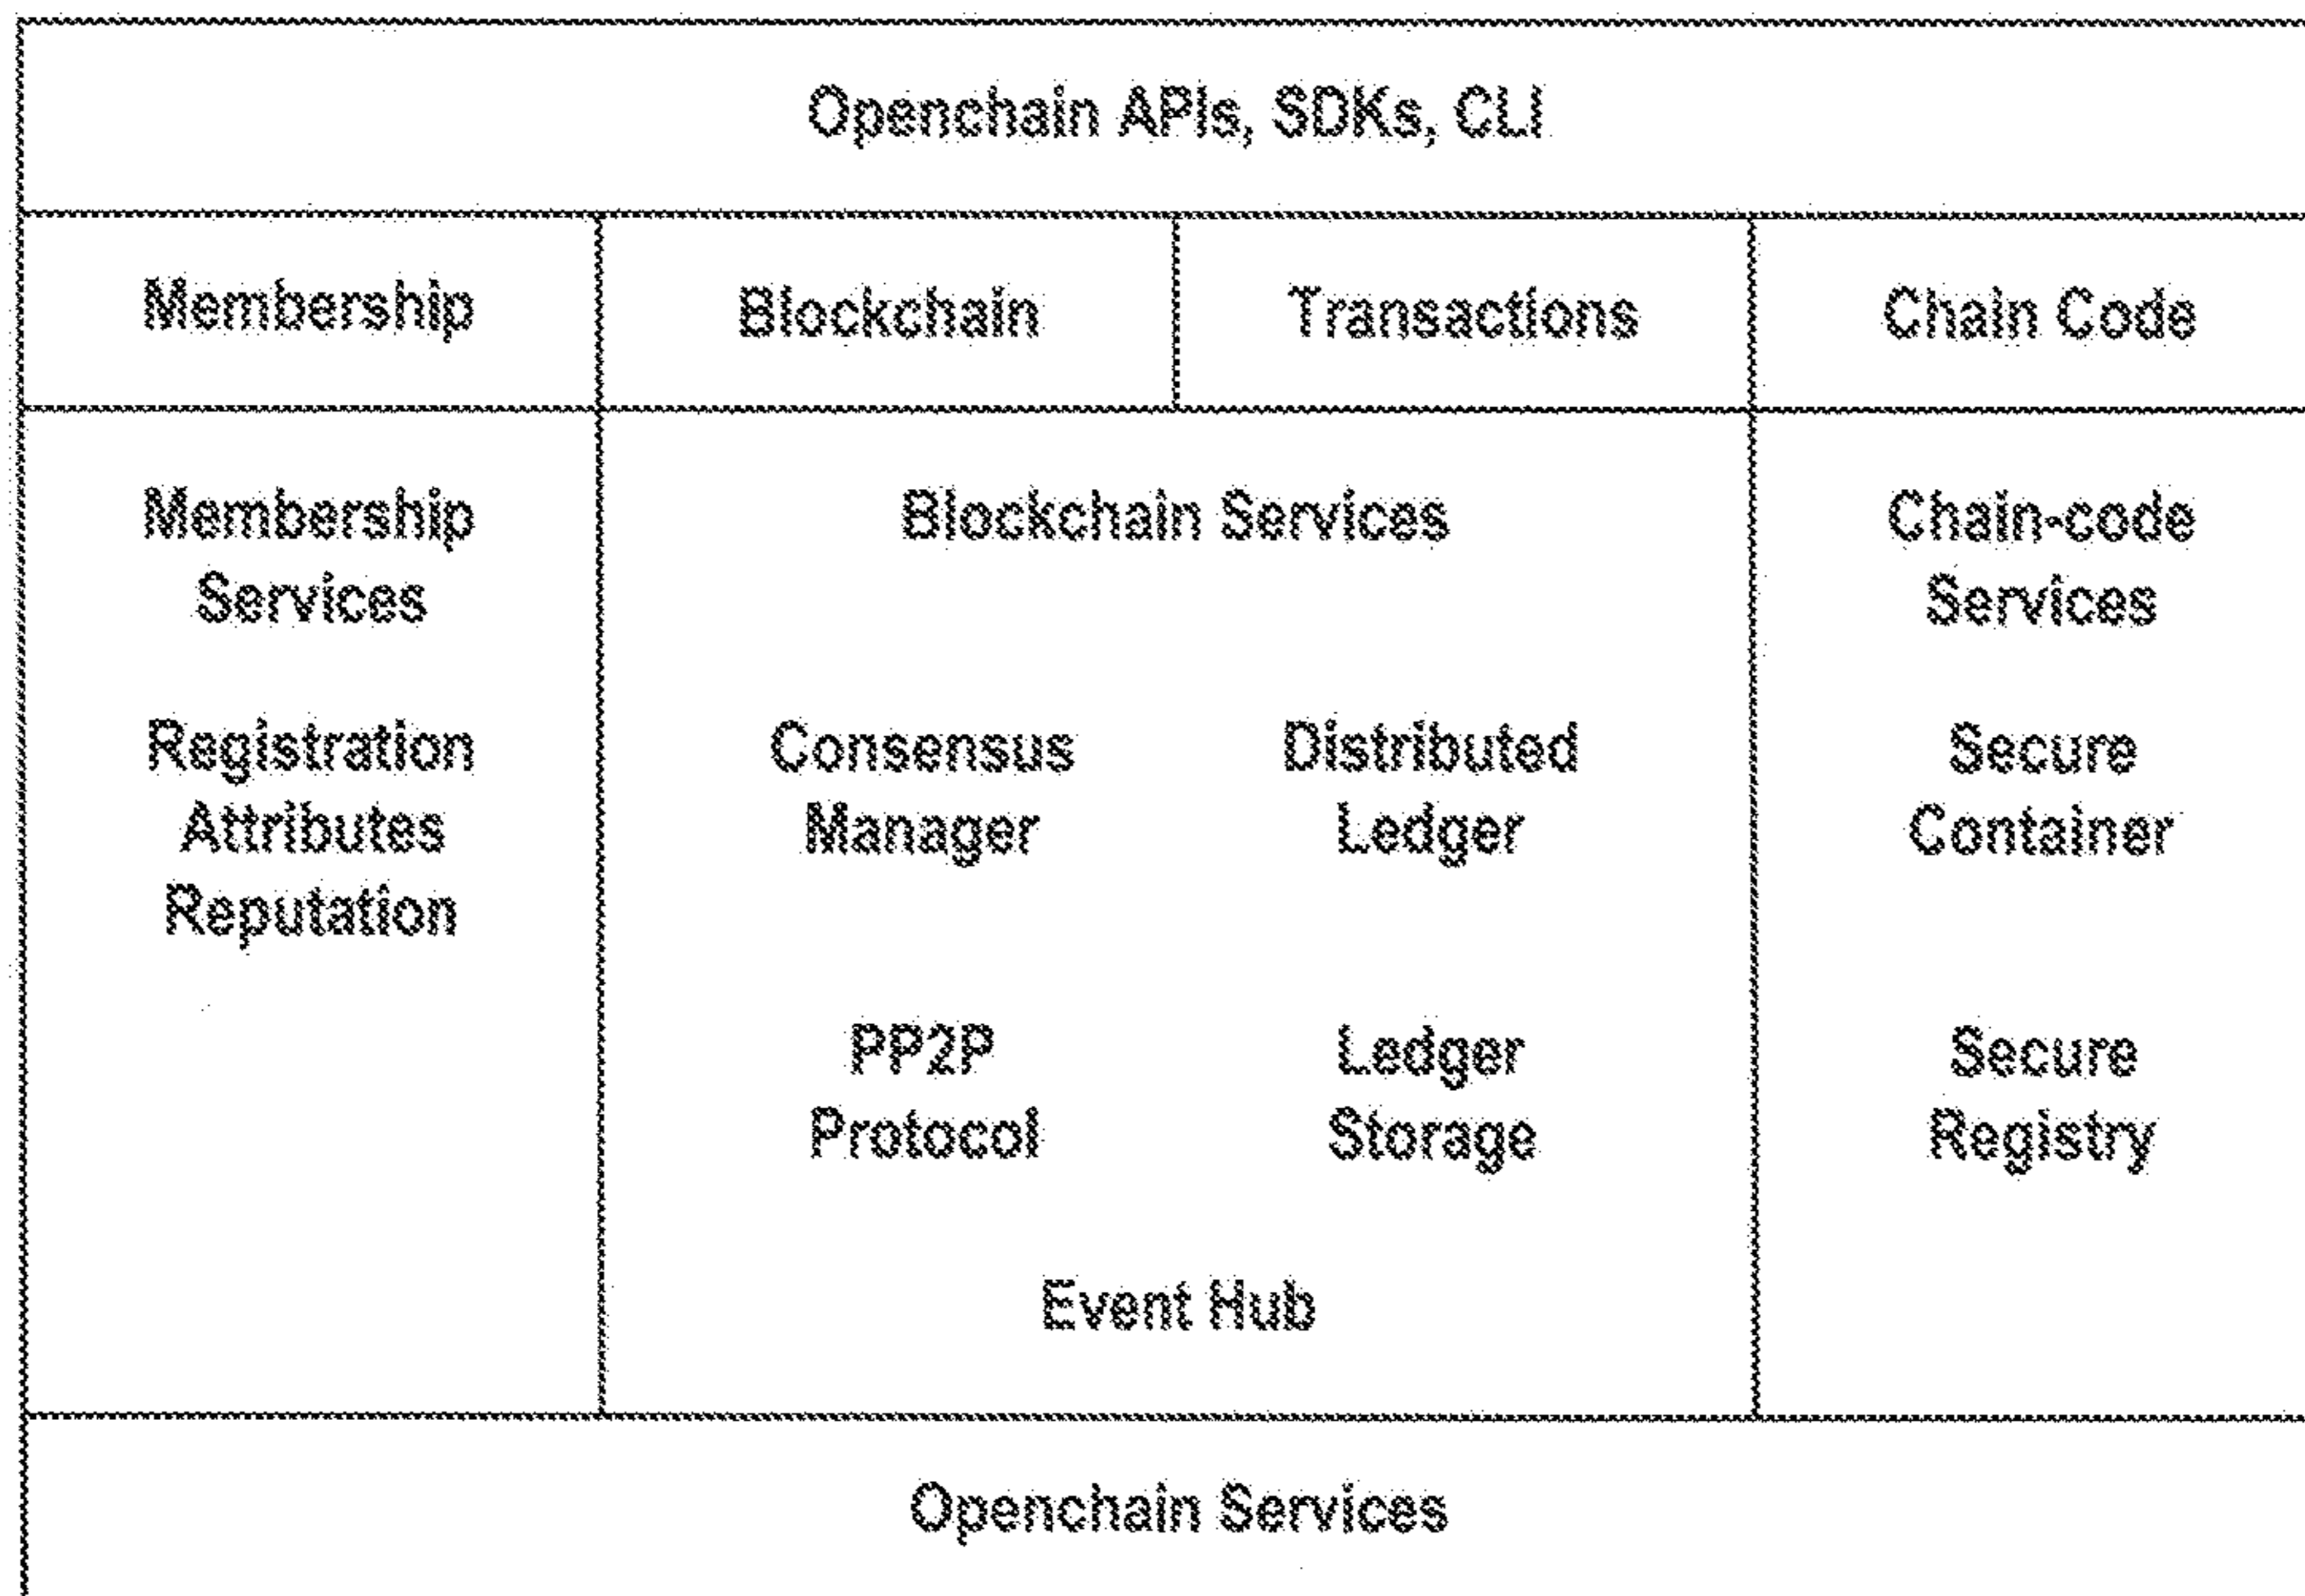 Openchain APIs, SDKs, CLI
Membership
Blockchain
Transactions
Chain Code
Membership
Services
Registration
Attributes
Reputation
Blockchain Services
Consensus
Manager
Distributed
Ledger
PP2P
Protocol
Ledger
Storage
Event Hub
Chain-code
Services
Secure
Container
Secure
Registry
Openchain Services